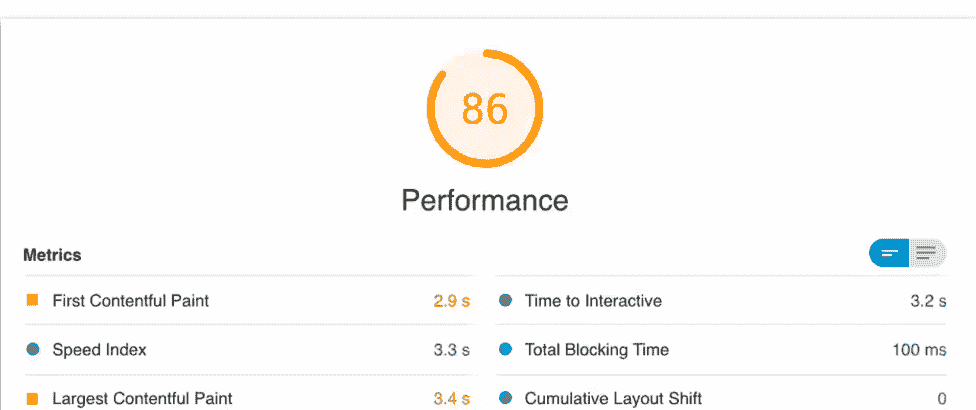 86
Performance
Metrics
First Contentful Paint 2.9 s
Time to Interactive 3.2 s
Speed Index 3.3 s
Total Blocking Time 100 ms
Largest Contentful Paint 3.4 s
Cumulative Layout Shift 0